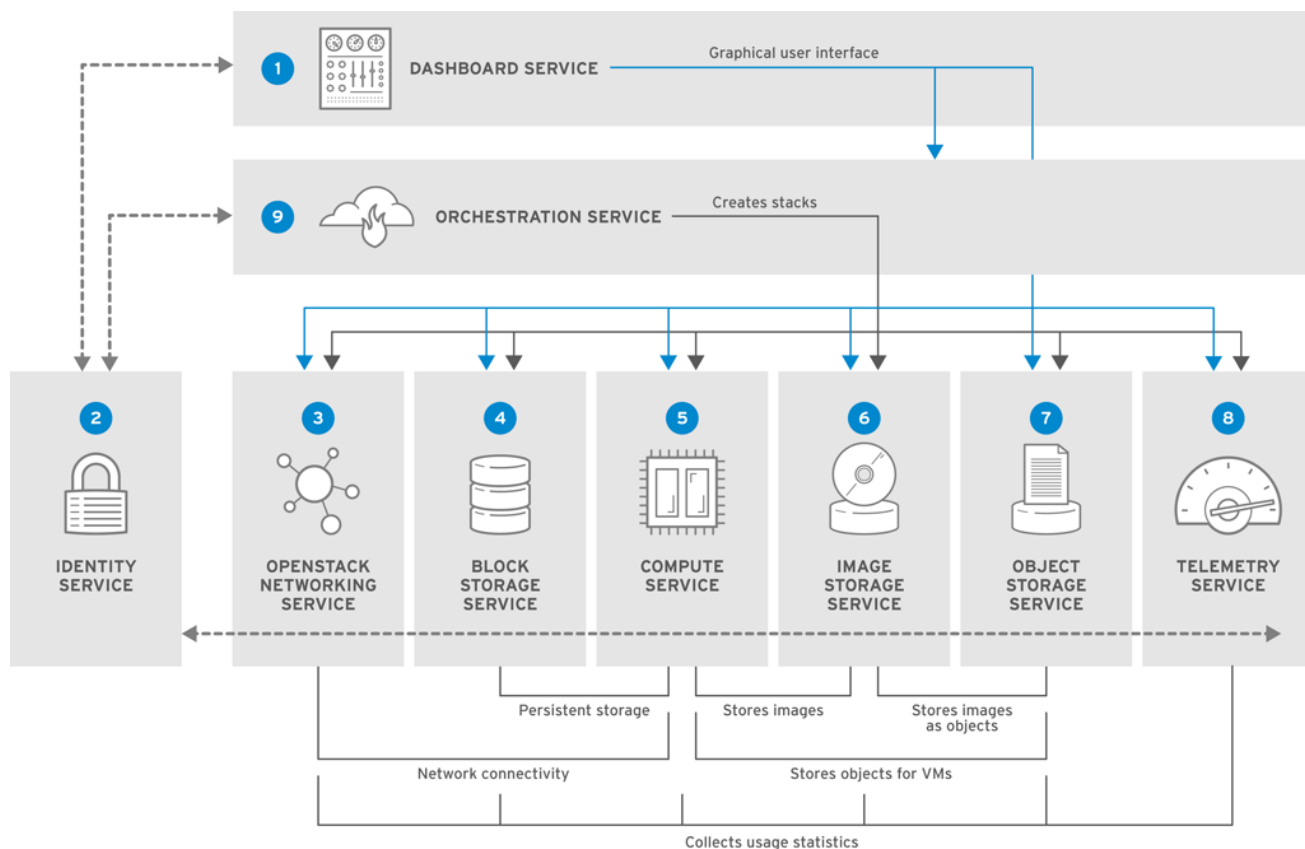 1
DASHBOARD SERVICE
Graphical user interface
9
ORCHESTRATION SERVICE
Creates stacks
2
IDENTITY
SERVICE
3
OPENSTACK
NETWORKING
SERVICE
4
BLOCK
STORAGE
SERVICE
5
COMPUTE
SERVICE
6
IMAGE
STORAGE
SERVICE
7
OBJECT
STORAGE
SERVICE
8
TELEMETRY
SERVICE
Persistent storage
Stores images
Stores images
as objects
Network connectivity
Stores objects for VMs
Collects usage statistics